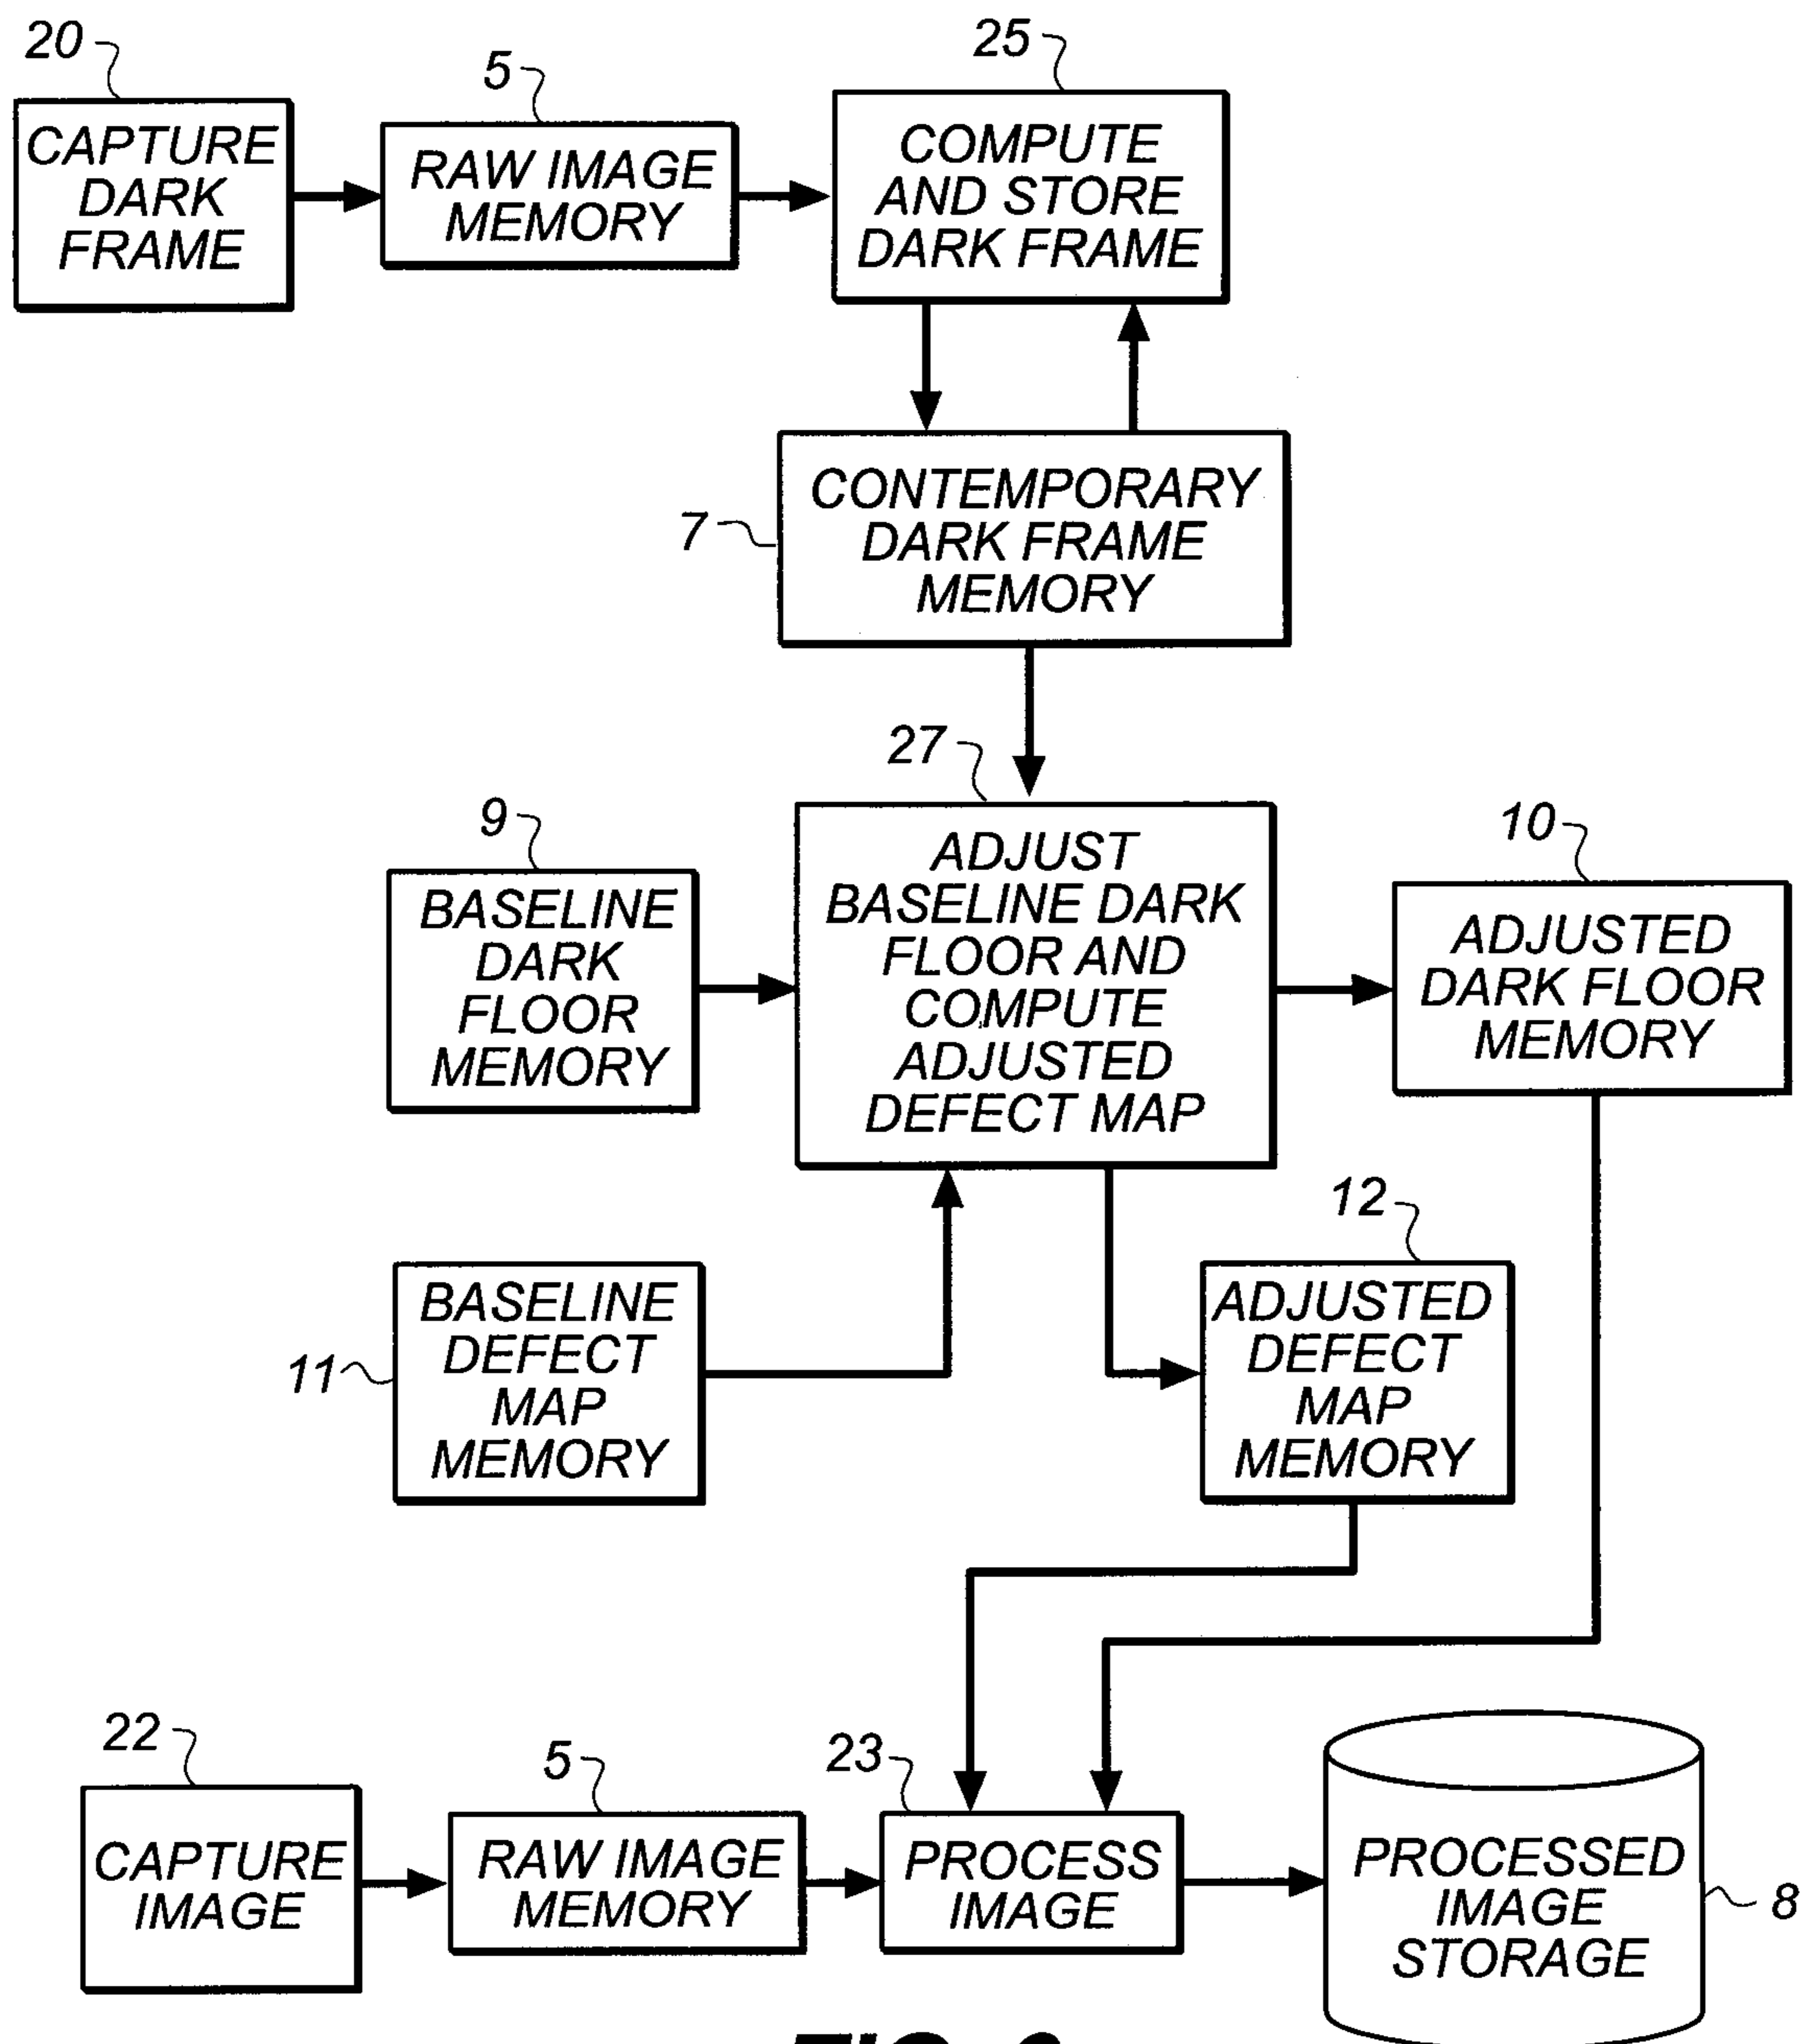 20
5
25
CAPTURE
DARK
FRAME
RAW IMAGE
MEMORY
COMPUTE
AND STORE
DARK FRAME
7
CONTEMPORARY
DARK FRAME
MEMORY
27
9
10
BASELINE
DARK
FLOOR
MEMORY
ADJUST
BASELINE DARK
FLOOR AND
COMPUTE
ADJUSTED
DEFECT MAP
ADJUSTED
DARK FLOOR
MEMORY
12
11
BASELINE
DEFECT
MAP
MEMORY
ADJUSTED
DEFECT
MAP
MEMORY
22
5
23
CAPTURE
IMAGE
RAW IMAGE
MEMORY
PROCESS
IMAGE
PROCESSED
IMAGE
STORAGE
8